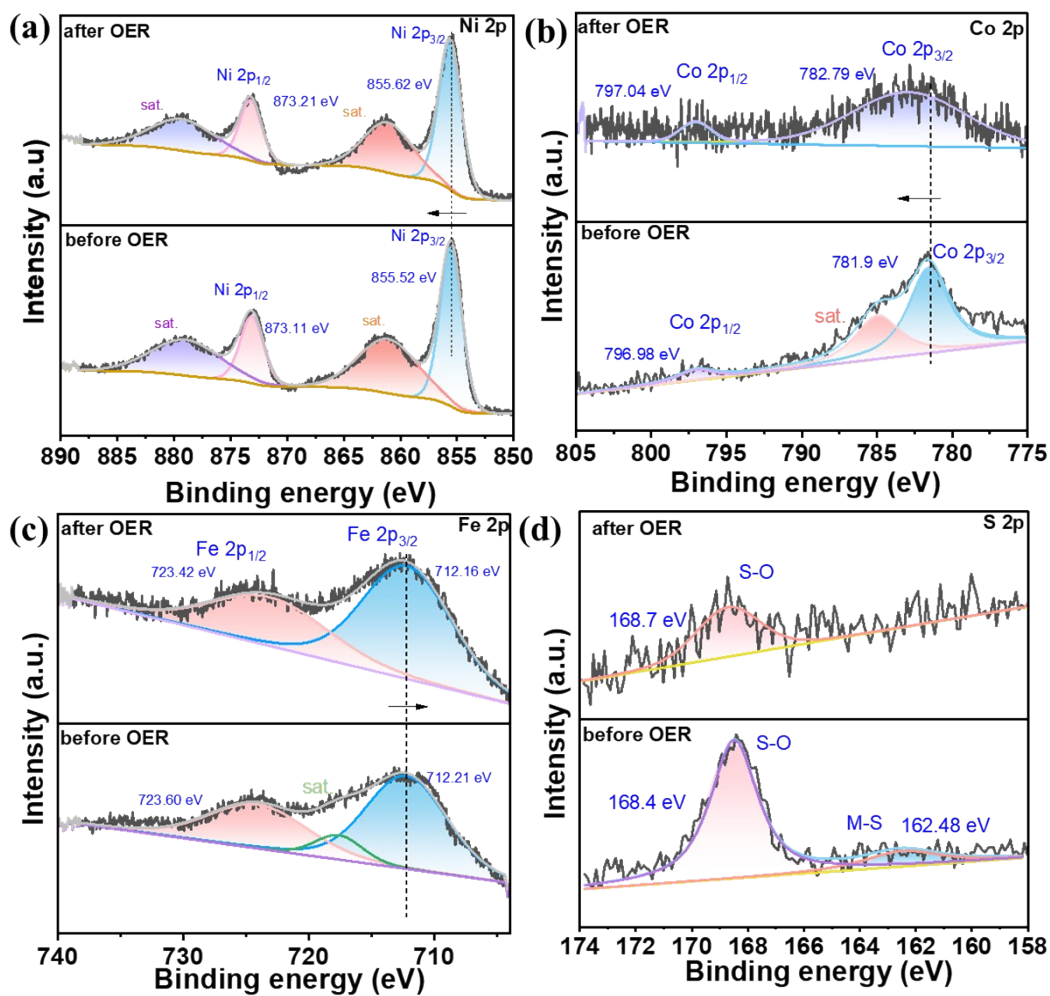 (a)
after OER
Ni 2p
Ni 2p3/2
855.62 eV
Ni 2p1/2
873.21 eV
sat.
sat.
before OER
Ni 2p3/2
855.52 eV
Ni 2p1/2
873.11 eV
sat.
sat.
Intensity (a.u)
890 885 880 875 870 865 860 855 850
Binding energy (eV)
(b)
after OER
Co 2p
Co 2p3/2
782.79 eV
Co 2p1/2
797.04 eV
before OER
781.9 eV
Co 2p3/2
sat.
Co 2p1/2
796.98 eV
Intensity (a.u)
805 800 795 790 785 780 775
Binding energy (eV)
(c)
after OER
Fe 2p
Fe 2p3/2
Fe 2p1/2
723.42 eV
712.16 eV
before OER
sat.
712.21 eV
723.60 eV
Intensity (a.u.)
740 730 720 710
Binding energy (eV)
(d)
after OER
S 2p
S-O
168.7 eV
before OER
S-O
168.4 eV
M-S
162.48 eV
Intensity (a.u.)
174 172 170 168 166 164 162 160 158
Binding energy (eV)